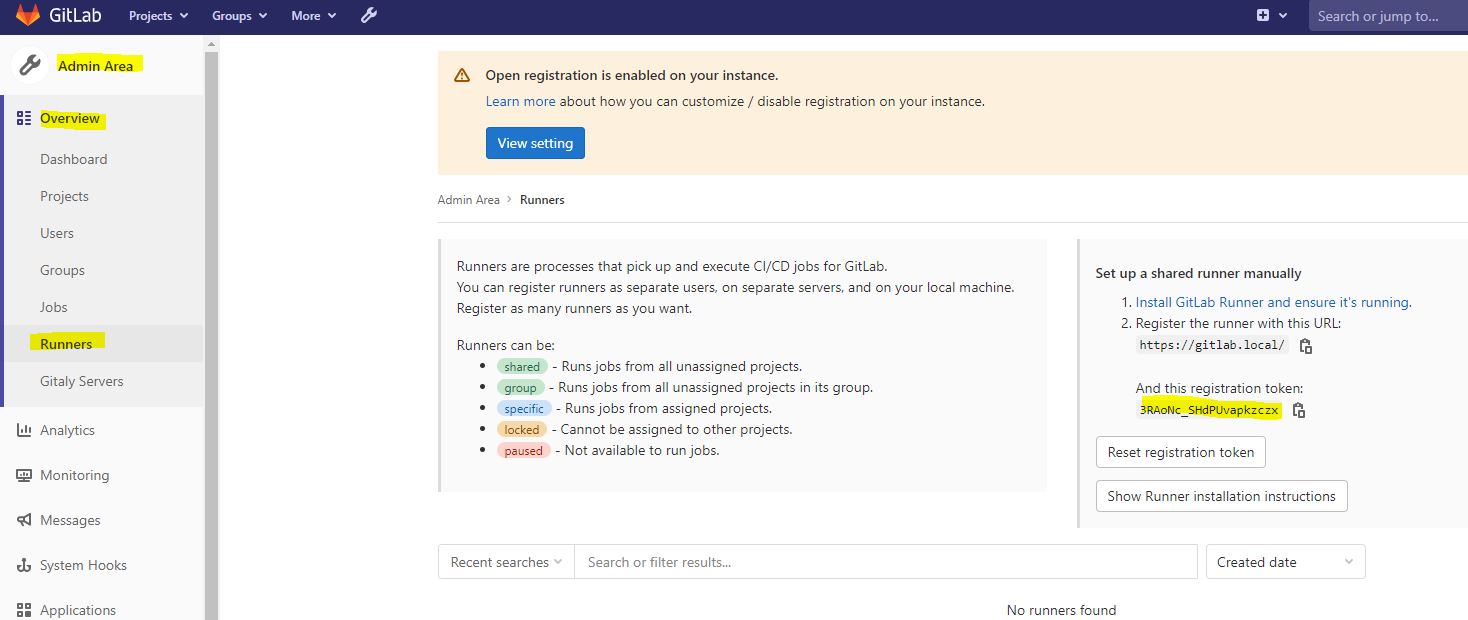 GitLab Projects Groups More Search or jump to...
Admin Area
Overview
Dashboard
Projects
Users
Groups
Jobs
Runners
Gitaly Servers
Analytics
Monitoring
Messages
System Hooks
Applications
Open registration is enabled on your instance.
Learn more about how you can customize / disable registration on your instance.
View setting
Admin Area > Runners
Runners are processes that pick up and execute CI/CD jobs for GitLab.
You can register runners as separate users, on separate servers, and on your local machine.
Register as many runners as you want.
Runners can be:
shared - Runs jobs from all unassigned projects.
group - Runs jobs from all unassigned projects in its group.
specific - Runs jobs from assigned projects.
locked - Cannot be assigned to other projects.
paused - Not available to run jobs.
Set up a shared runner manually
1. Install GitLab Runner and ensure it's running.
2. Register the runner with this URL:
https://gitlab.local/
And this registration token:
3RAoNc_SHdPUvapkzczx
Reset registration token
Show Runner installation instructions
Recent searches Search or filter results... Created date
No runners found